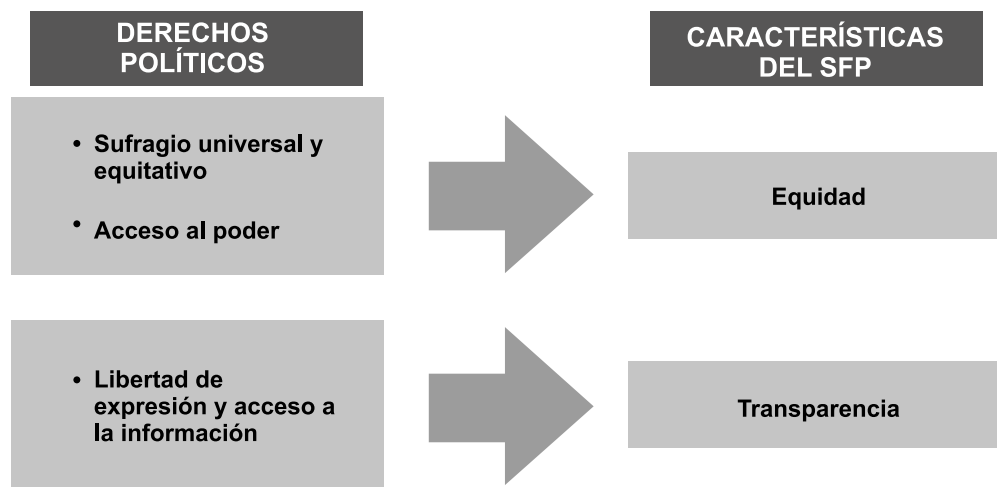 DERECHOS
POLÍTICOS
CARACTERÍSTICAS
DEL SFP
• Sufragio universal y
equitativo
• Acceso al poder
Equidad
• Libertad de
expresión y acceso a
la información
Transparencia